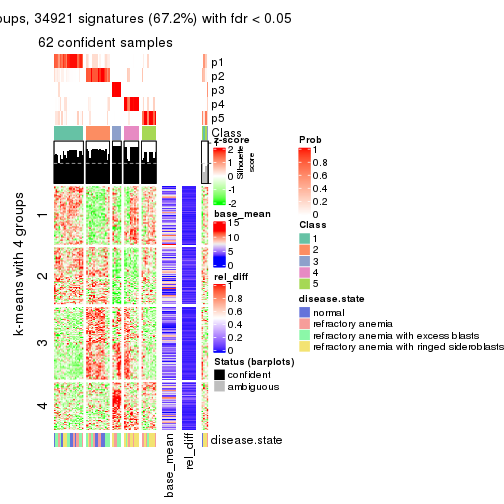 oups, 34921 signatures (67.2%) with fdr < 0.05
62 confident samples
p1
p2
p3
p4
p5
Class
1
Silhouette
score
k-means with 4 groups
1
2
3
4
base_mean
rel_diff
disease.state
z-score
2
1
0
-1
-2
base_mean
15
10
5
0
rel_diff
1
0.8
0.6
0.4
0.2
0
Status (barplots)
confident
ambiguous
Prob
1
0.8
0.6
0.4
0.2
0
Class
1
2
3
4
5
disease.state
normal
refractory anemia
refractory anemia with excess blasts
refractory anemia with ringed sideroblasts